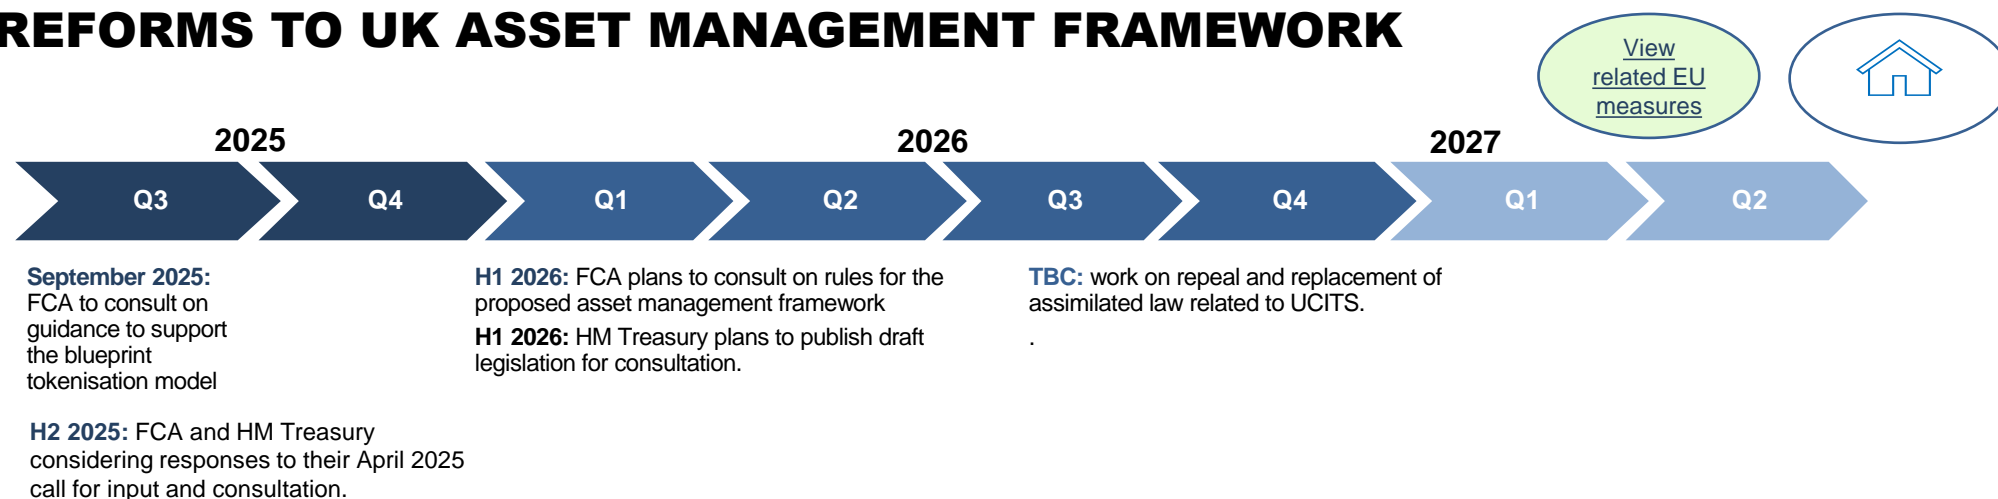 REFORMS TO UK ASSET MANAGEMENT FRAMEWORK
View
related EU
measures
2025
2026
2027
Q3
Q4
Q1
Q2
Q3
Q4
Q1
Q2
September 2025:
FCA to consult on
guidance to support
the blueprint
tokenisation model
H2 2025: FCA and HM Treasury
considering responses to their April 2025
call for input and consultation.
H1 2026: FCA plans to consult on rules for the
proposed asset management framework
H1 2026: HM Treasury plans to publish draft
legislation for consultation.
TBC: work on repeal and replacement of
assimilated law related to UCITS.
.